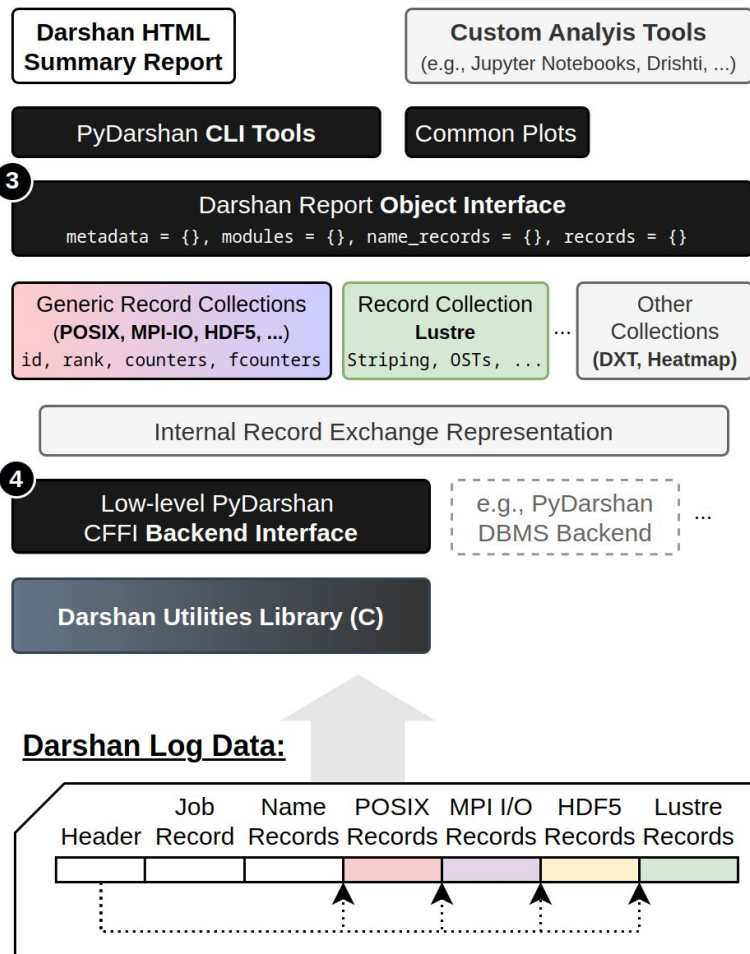 Darshan HTML
Summary Report
Custom Analyis Tools
(e.g., Jupyter Notebooks, Drishti, ...)
PyDarshan CLI Tools
Common Plots
3
Darshan Report Object Interface
metadata = {}, modules = {}, name_records = {}, records = {}
Generic Record Collections
(POSIX, MPI-IO, HDF5, ...)
id, rank, counters, fcounters
Record Collection
Lustre
Striping, OSTs, ...
...
Other
Collections
(DXT, Heatmap)
Internal Record Exchange Representation
4
Low-level PyDarshan
CFFI Backend Interface
e.g., PyDarshan
DBMS Backend
...
Darshan Utilities Library (C)
Darshan Log Data:
Header
Job
Record
Name
Records
POSIX
Records
MPI I/O
Records
HDF5
Records
Lustre
Records